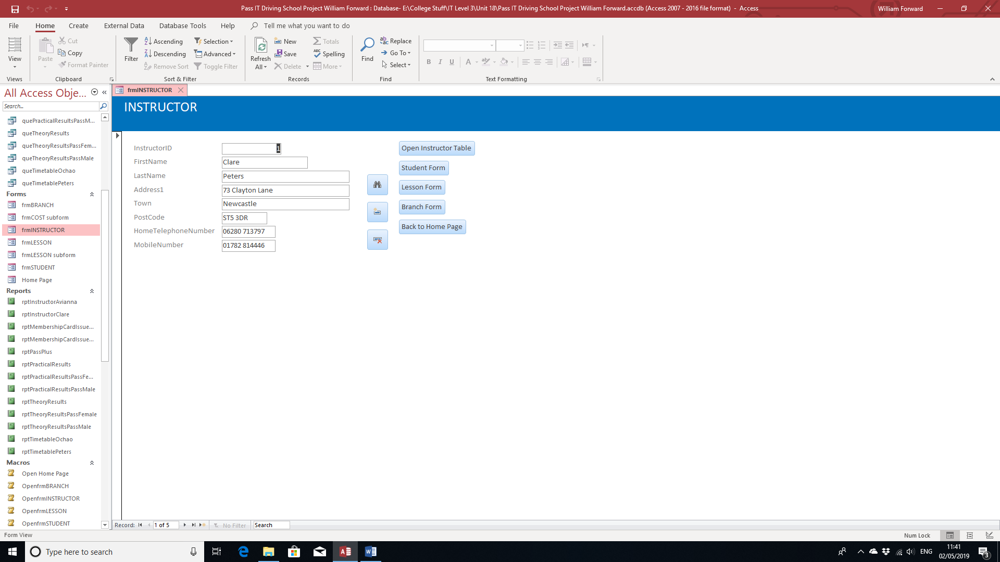 Pass IT Driving School Project William Forward : Database- E:\College Stuff\IT Level 3\Unit 18\Pass IT Driving School Project William Forward.accdb (Access 2007 - 2016 file format) - Access
William Forward
File Home Create External Data Database Tools Help Tell me what you want to do
View
Views
Paste
Cut
Copy
Format Painter
Clipboard
Filter
Ascending
Descending
Remove Sort
Selection
Advanced
Toggle Filter
Sort & Filter
Refresh All
New
Save
Delete
Totals
Spelling
More
Records
Find
Replace
Go To
Select
Find
B I U A
Text Formatting
All Access Obje...
Search...
quePracticalResultsPassM...
queTheoryResults
queTheoryResultsPassFem...
queTheoryResultsPassMale
queTimetableOchao
queTimetablePeters
Forms
frmBRANCH
frmCOST subform
frmINSTRUCTOR
frmLESSON
frmLESSON subform
frmSTUDENT
Home Page
Reports
rptInstructorAvianna
rptInstructorClare
rptMembershipCardIssue...
rptMembershipCardIssue...
rptPassPlus
rptPracticalResults
rptPracticalResultsPassFe...
rptPracticalResultsPassMale
rptTheoryResults
rptTheoryResultsPassFemale
rptTheoryResultsPassMale
rptTimetableOchao
rptTimetablePeters
Macros
Open Home Page
OpenfrmBRANCH
OpenfrmINSTRUCTOR
OpenfrmLESSON
OpenfrmSTUDENT
frmINSTRUCTOR
INSTRUCTOR
InstructorID 1
FirstName Clare
LastName Peters
Address1 73 Clayton Lane
Town Newcastle
PostCode ST5 3DR
HomeTelephoneNumber 06280 713797
MobileNumber 01782 814446
Open Instructor Table
Student Form
Lesson Form
Branch Form
Back to Home Page
Record: 1 of 5 No Filter Search
Form View
Num Lock
Type here to search
ENG
11:41
02/05/2019
3